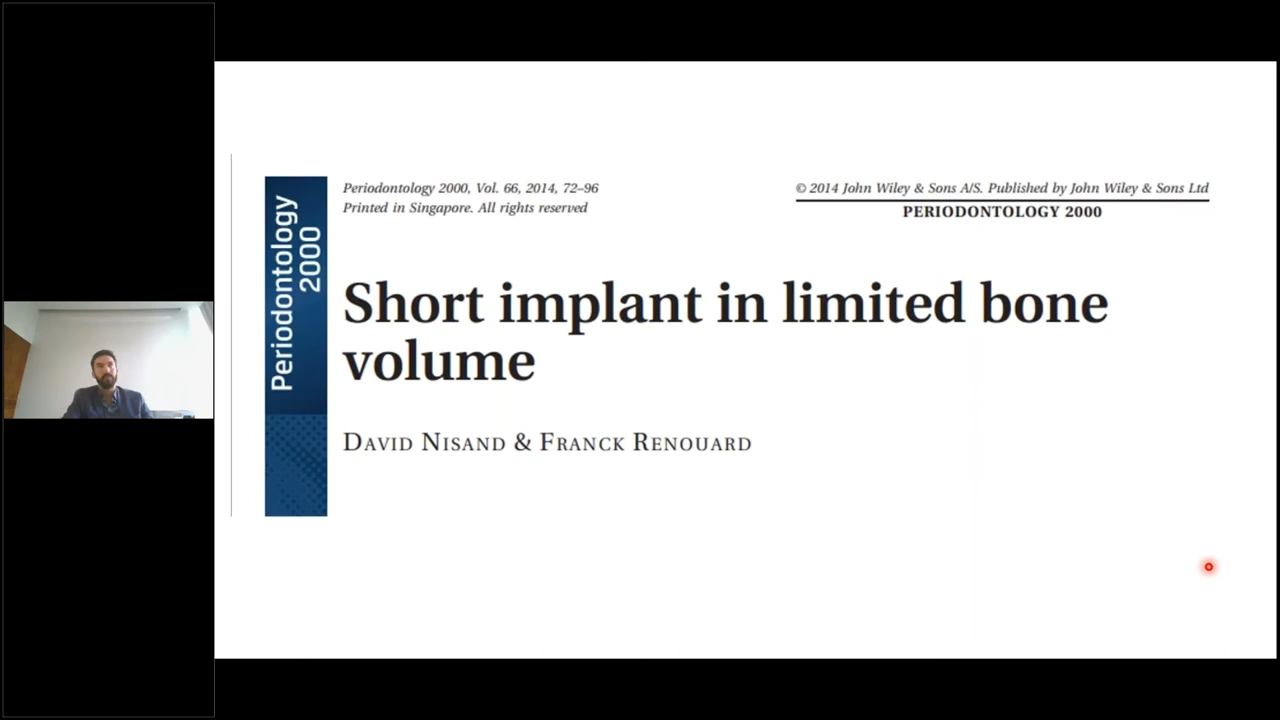 Periodontology
2000
Periodontology 2000, Vol. 66, 2014, 72–96
Printed in Singapore. All rights reserved
© 2014 John Wiley & Sons A/S. Published by John Wiley & Sons Ltd
PERIODONTOLOGY 2000
Short implant in limited bone
volume
DAVID NISAND & FRANCK RENOUARD